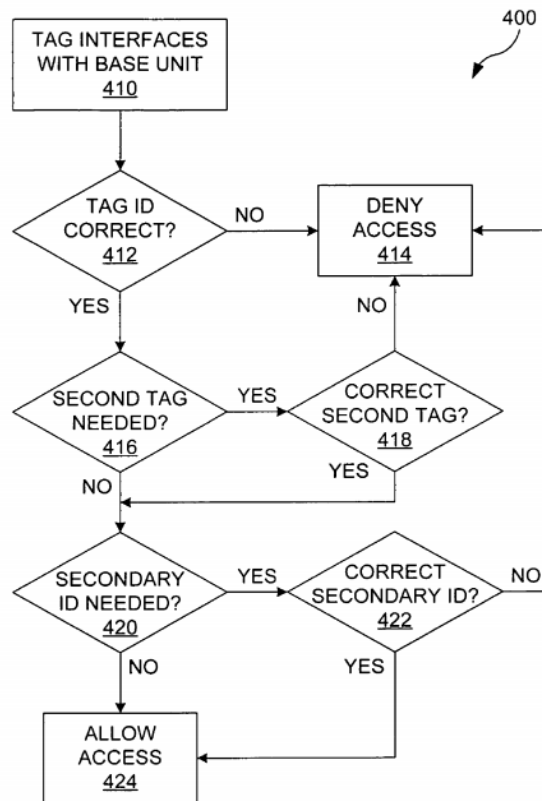 400
TAG INTERFACES
WITH BASE UNIT
410
TAG ID
CORRECT?
412
NO
DENY
ACCESS
414
YES
NO
SECOND TAG
NEEDED?
416
YES
CORRECT
SECOND TAG?
418
NO
YES
SECONDARY
ID NEEDED?
420
YES
CORRECT
SECONDARY ID?
422
NO
NO
YES
ALLOW
ACCESS
424